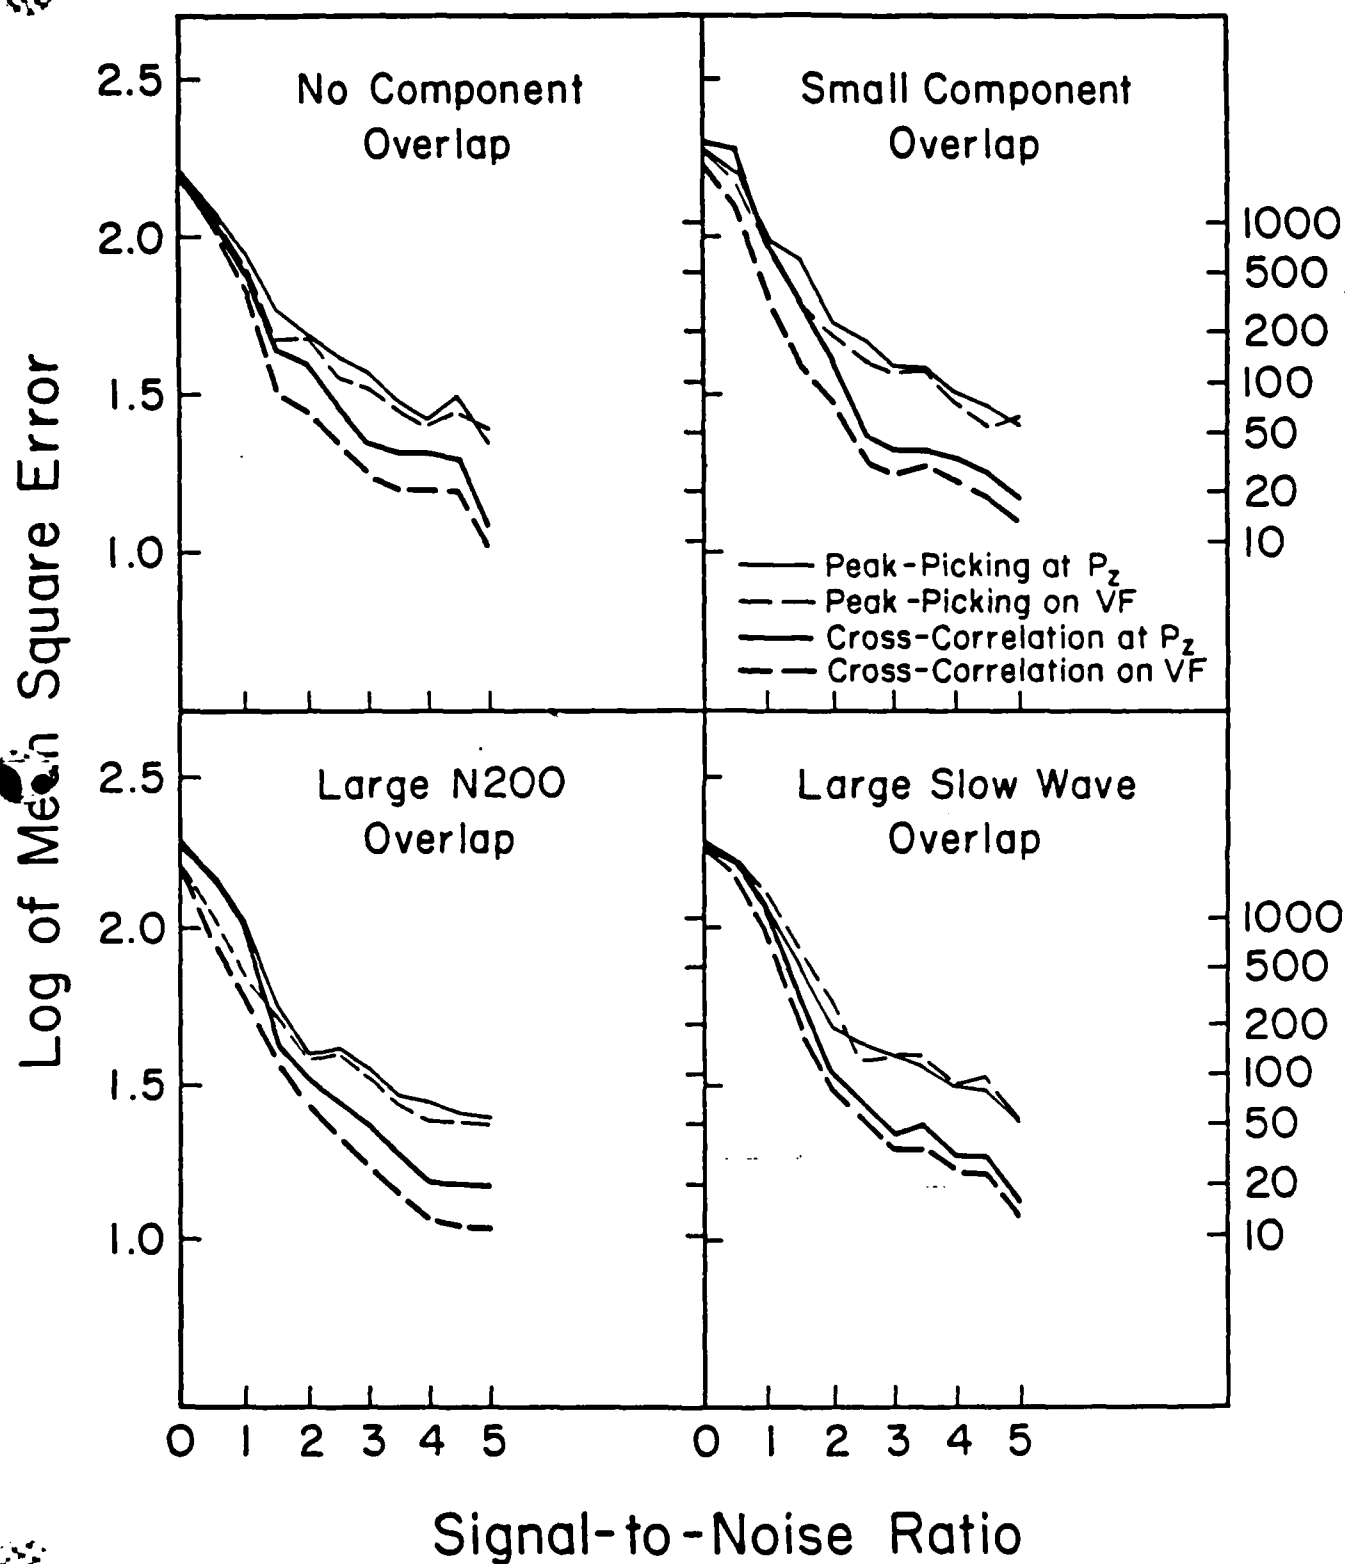 No Component
Overlap
Small Component
Overlap
2.5
2.0
1.5
1.0
1000
500
200
100
50
20
10
Peak-Picking at Pz
Peak-Picking on VF
Cross-Correlation at Pz
Cross-Correlation on VF
Log of Mean Square Error
Large N200
Overlap
Large Slow Wave
Overlap
2.5
2.0
1.5
1.0
1000
500
200
100
50
20
10
0 1 2 3 4 5
0 1 2 3 4 5
Signal-to-Noise Ratio